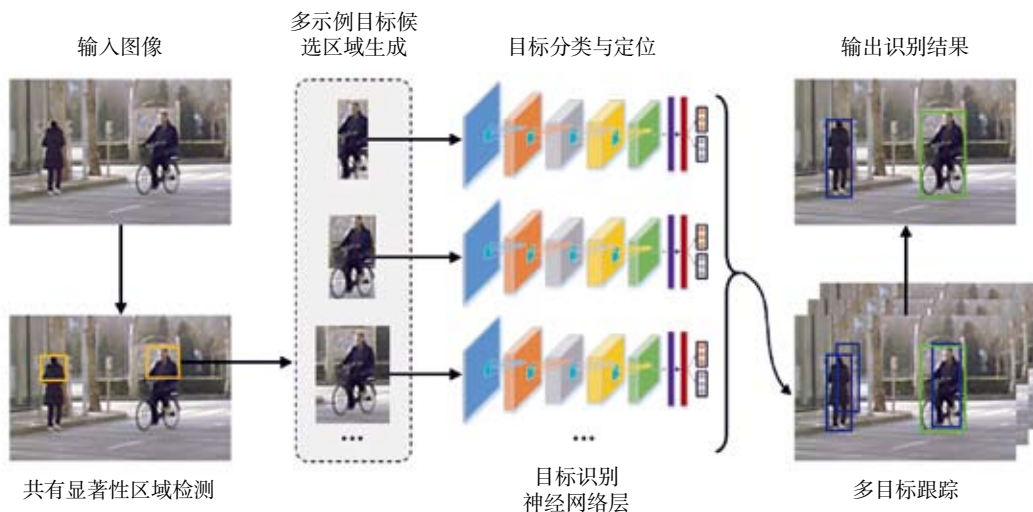 输入图像
多示例目标候
选区域生成
目标分类与定位
输出识别结果
共有显著性区域检测
目标识别
神经网络层
多目标跟踪